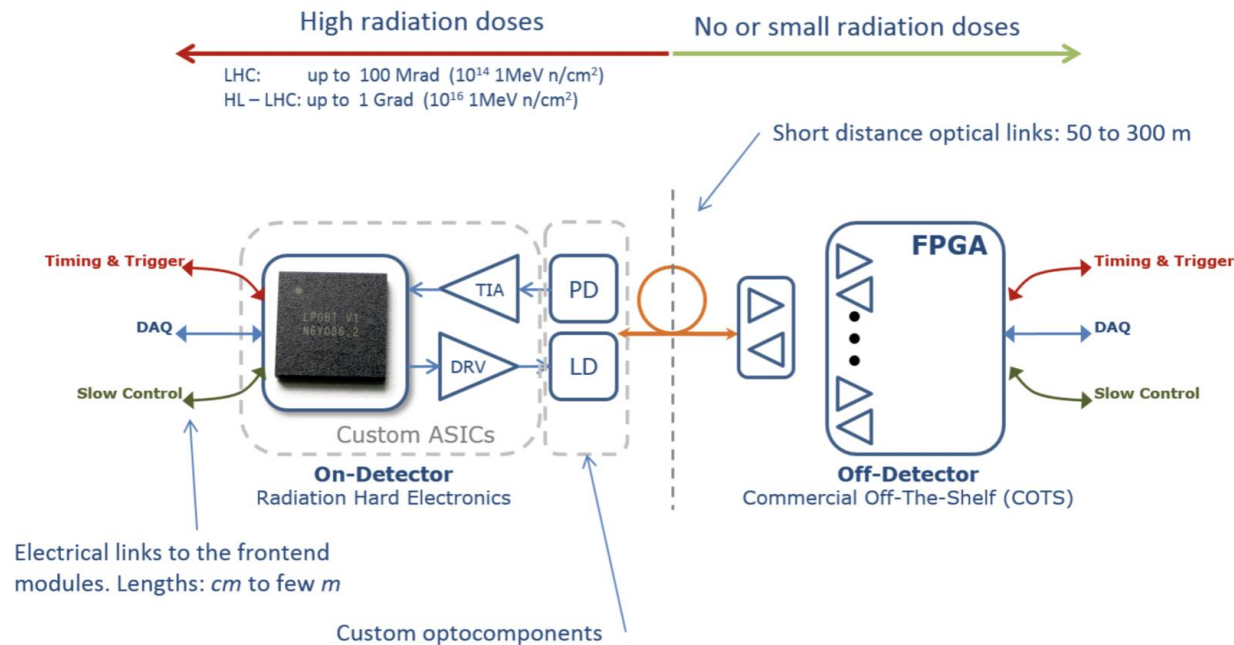 High radiation doses
No or small radiation doses
LHC: up to 100 Mrad (10¹⁴ 1MeV n/cm²)
HL – LHC: up to 1 Grad (10¹⁶ 1MeV n/cm²)
Short distance optical links: 50 to 300 m
Timing & Trigger
DAQ
Slow Control
LPGBT V1
N6Y036.2
TIA
DRV
PD
LD
Custom ASICs
On-Detector
Radiation Hard Electronics
FPGA
Timing & Trigger
DAQ
Slow Control
Off-Detector
Commercial Off-The-Shelf (COTS)
Electrical links to the frontend
modules. Lengths: cm to few m
Custom optocomponents